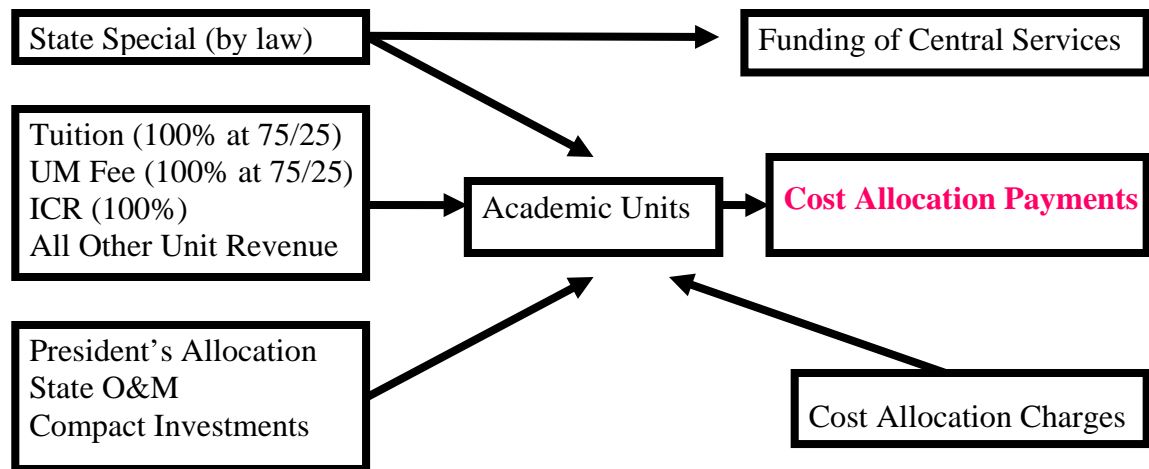 State Special (by law)
Funding of Central Services
Tuition (100% at 75/25)
UM Fee (100% at 75/25)
ICR (100%)
All Other Unit Revenue
Academic Units
Cost Allocation Payments
President’s Allocation
State O&M
Compact Investments
Cost Allocation Charges